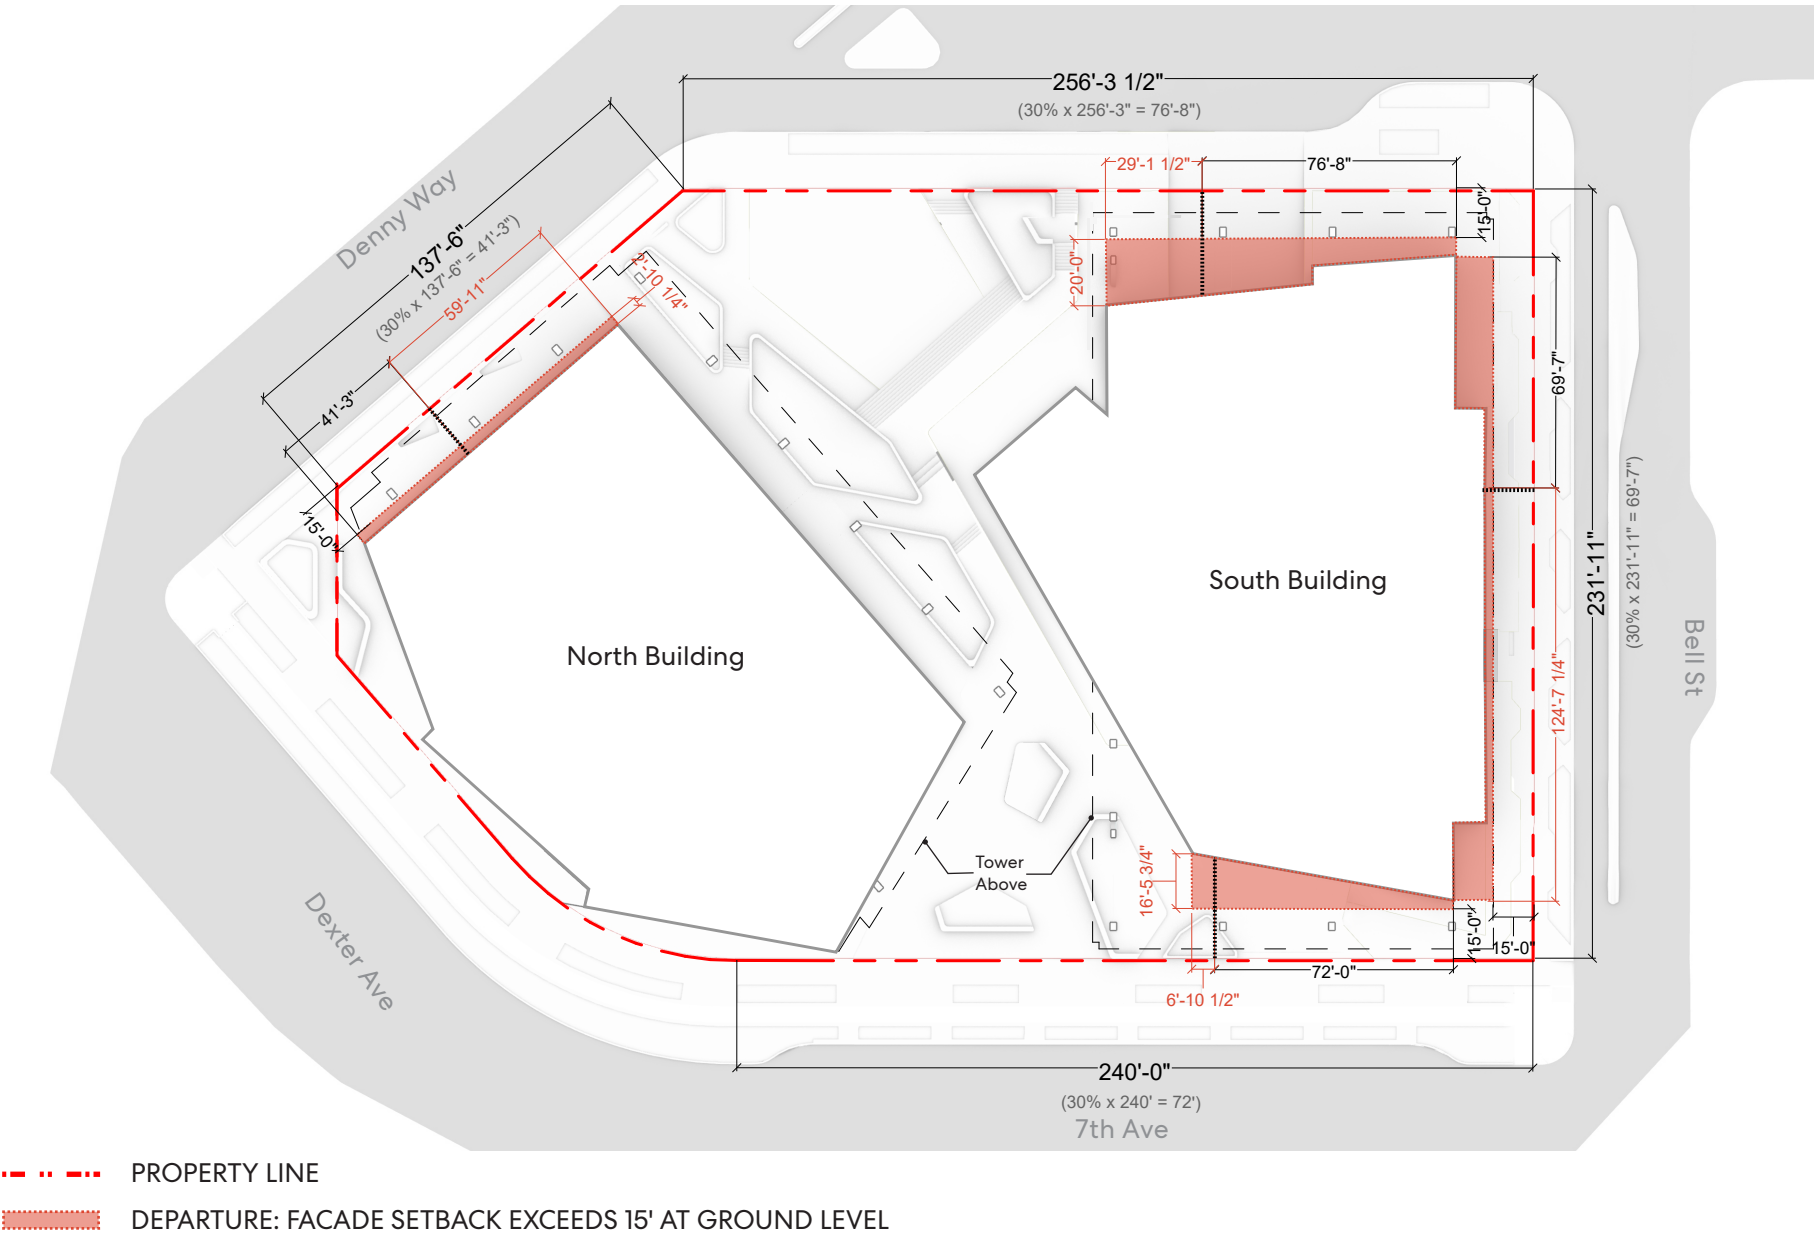 256'-3 1/2"
(30% x 256'-3" = 76'-8")
29'-1 1/2"
76'-8"
15'-0"
20'-0"
Denny Way
137'-6"
(30% x 137'-6" = 41'-3")
59'-11"
2'-10 1/4"
41'-3"
15'-0"
69'-7"
231'-11"
(30% x 231'-11" = 69'-7")
South Building
North Building
Bell St
124'-7 1/4"
Tower
Above
16'-5 3/4"
15'-0"
15'-0"
72'-0"
6'-10 1/2"
Dexter Ave
240'-0"
(30% x 240' = 72')
7th Ave
PROPERTY LINE
DEPARTURE: FACADE SETBACK EXCEEDS 15' AT GROUND LEVEL